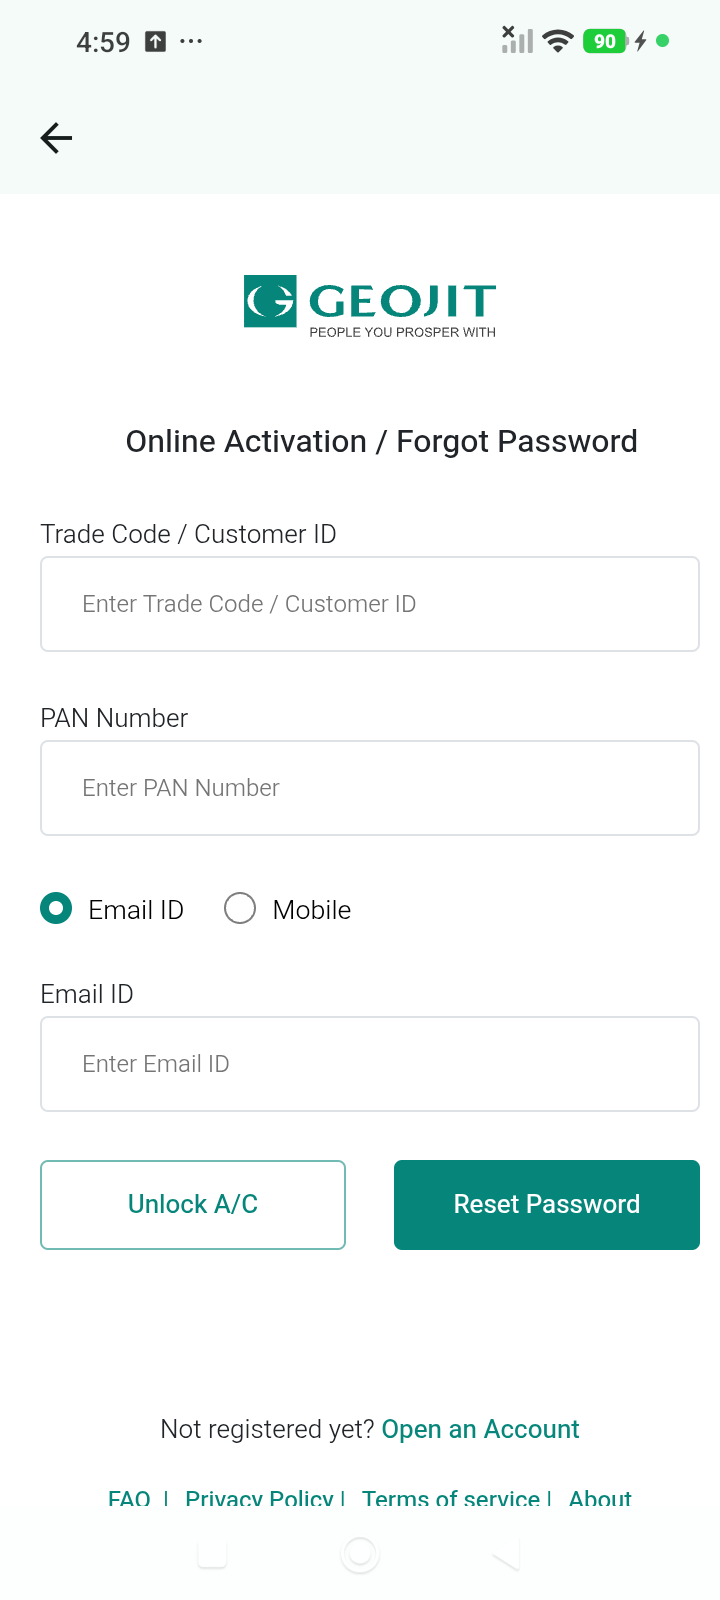 4:59
90
GEOJIT
PEOPLE YOU PROSPER WITH
Online Activation / Forgot Password
Trade Code / Customer ID
Enter Trade Code / Customer ID
PAN Number
Enter PAN Number
Email ID Mobile
Email ID
Enter Email ID
Unlock A/C Reset Password
Not registered yet? Open an Account
FAQ | Privacy Policy | Terms of service | About